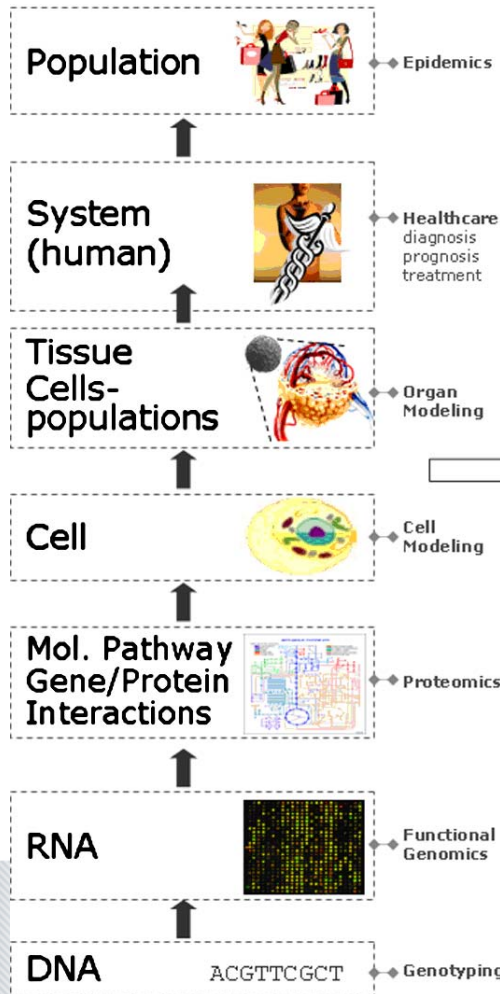 Population
Epidemics
System
(human)
Healthcare
diagnosis
prognosis
treatment
Tissue
Cells-
populations
Organ
Modeling
Cell
Cell
Modeling
Mol. Pathway
Gene/Protein
Interactions
Proteomics
RNA
Functional
Genomics
DNA
ACGTTCGCT
Genotyping